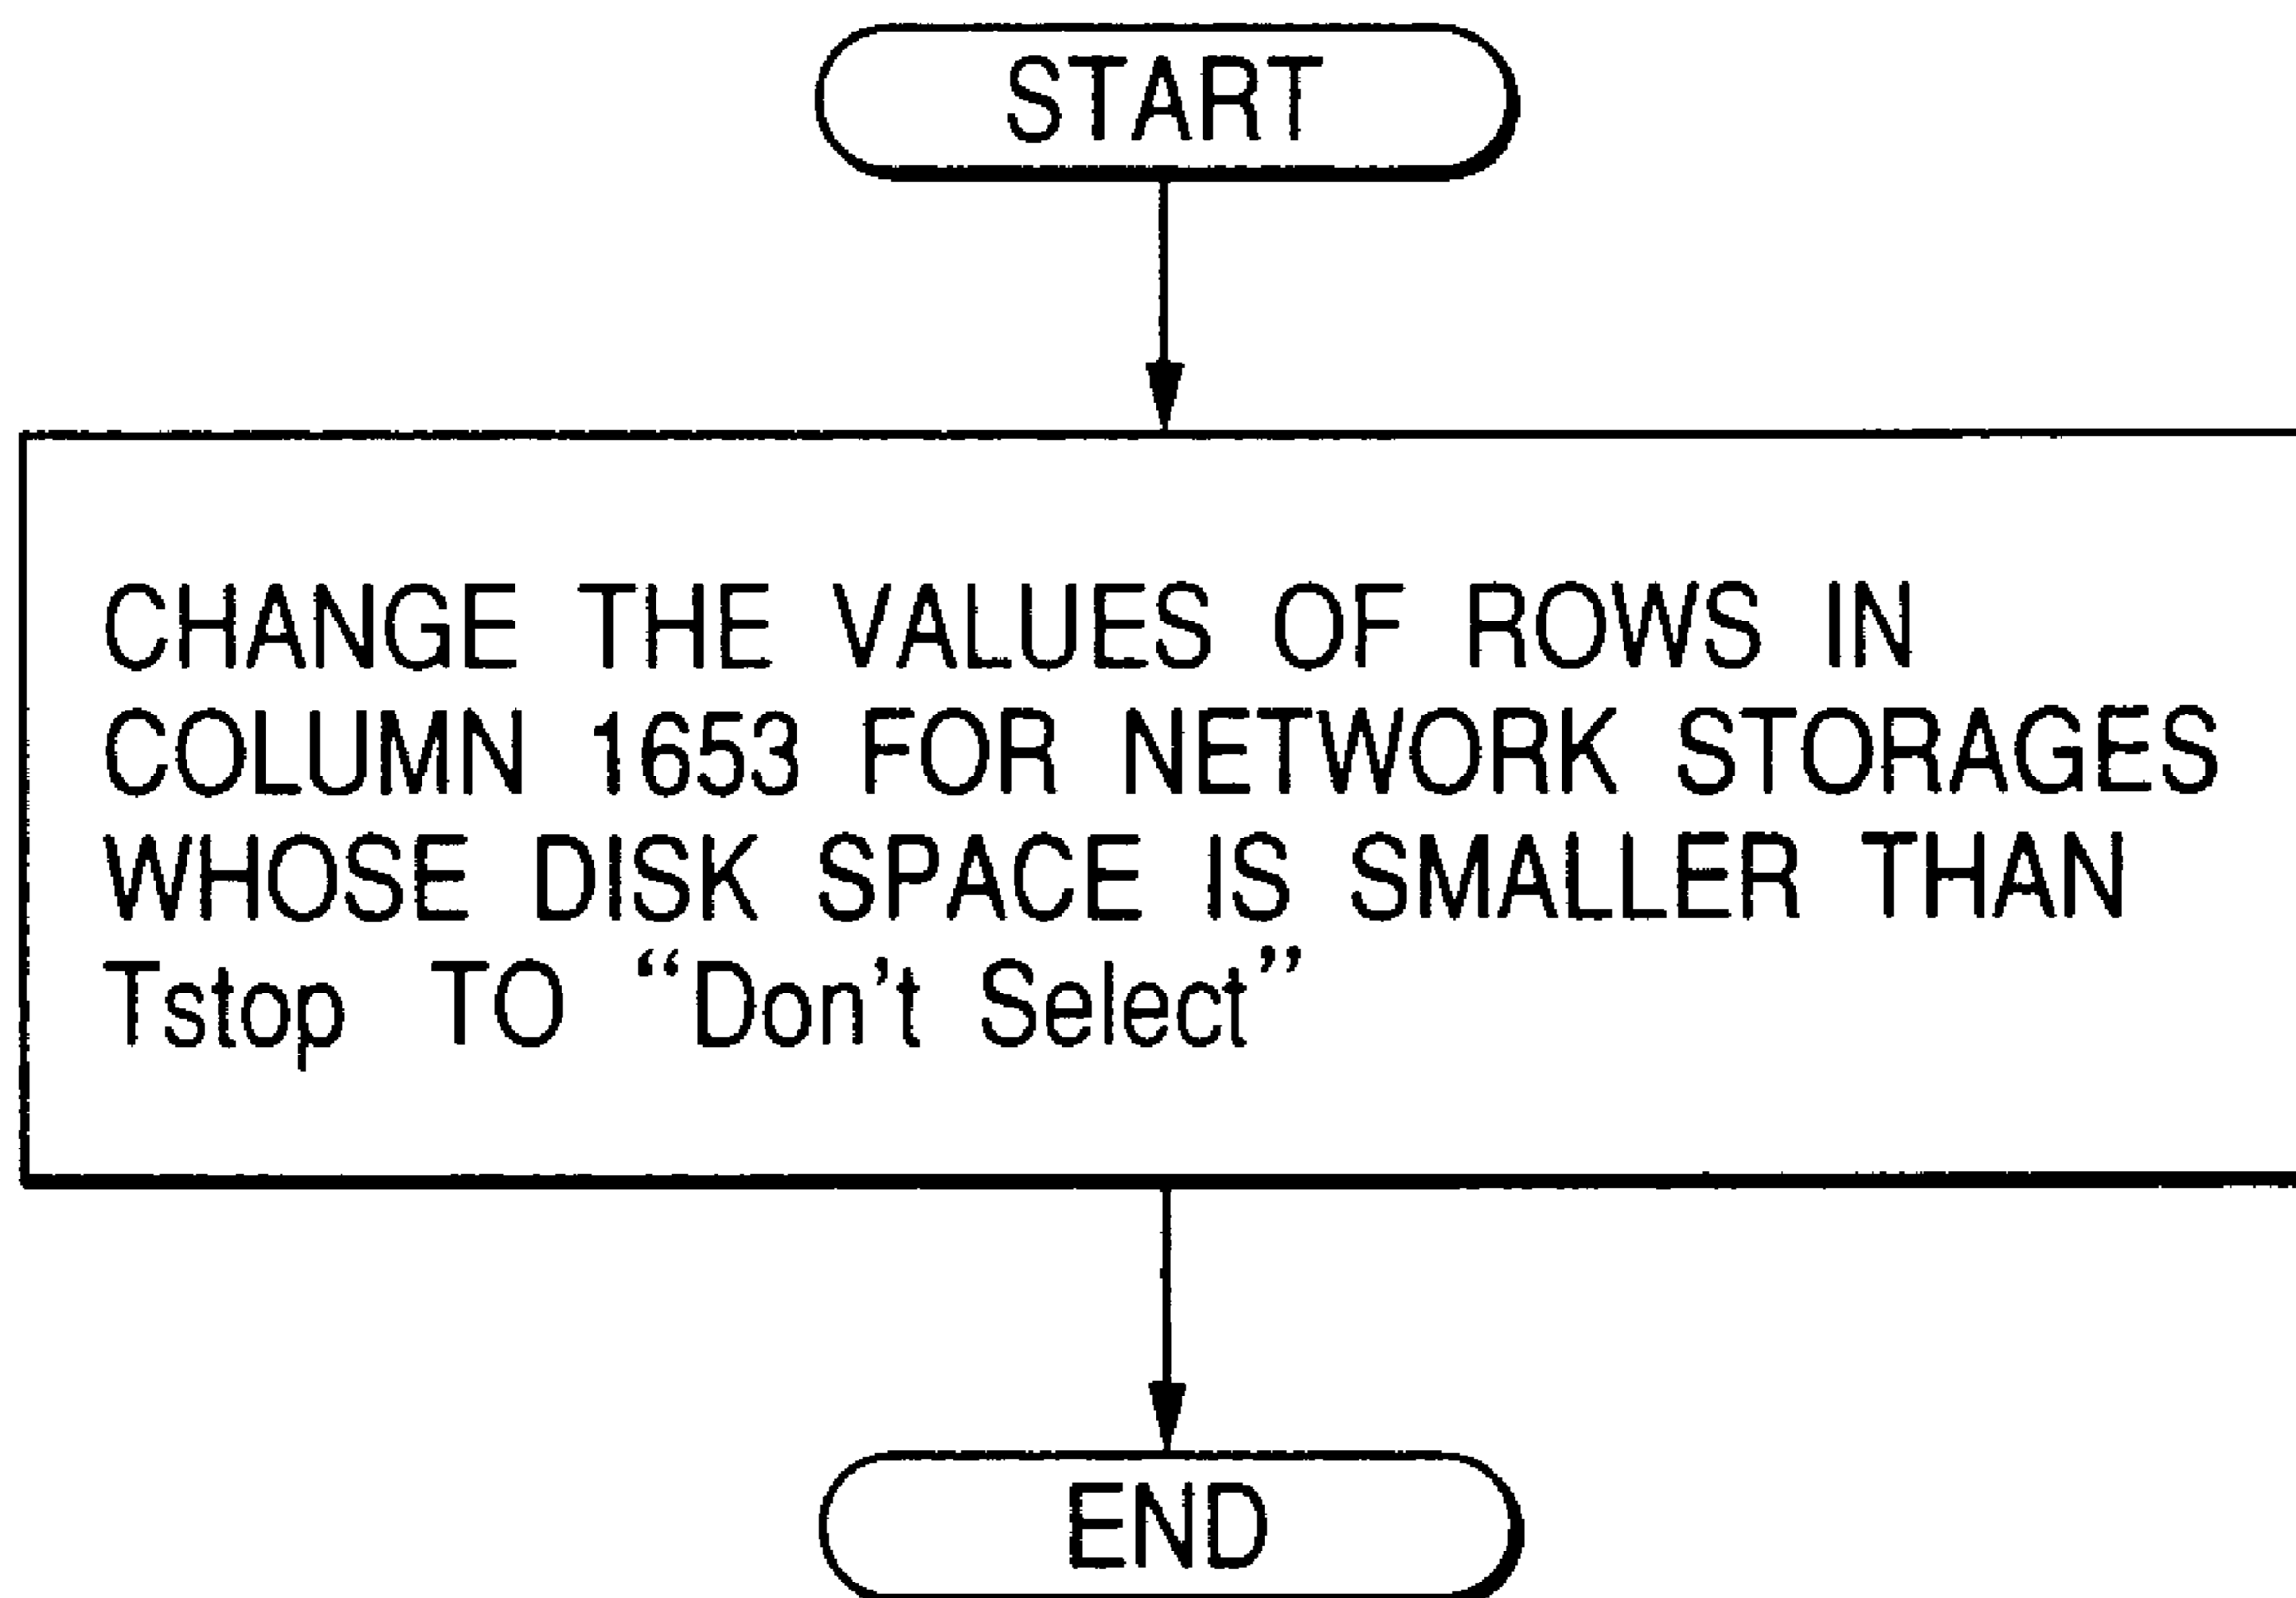 START
CHANGE THE VALUES OF ROWS IN
COLUMN 1653 FOR NETWORK STORAGES
WHOSE DISK SPACE IS SMALLER THAN
Tstop TO “Don't Select”
END